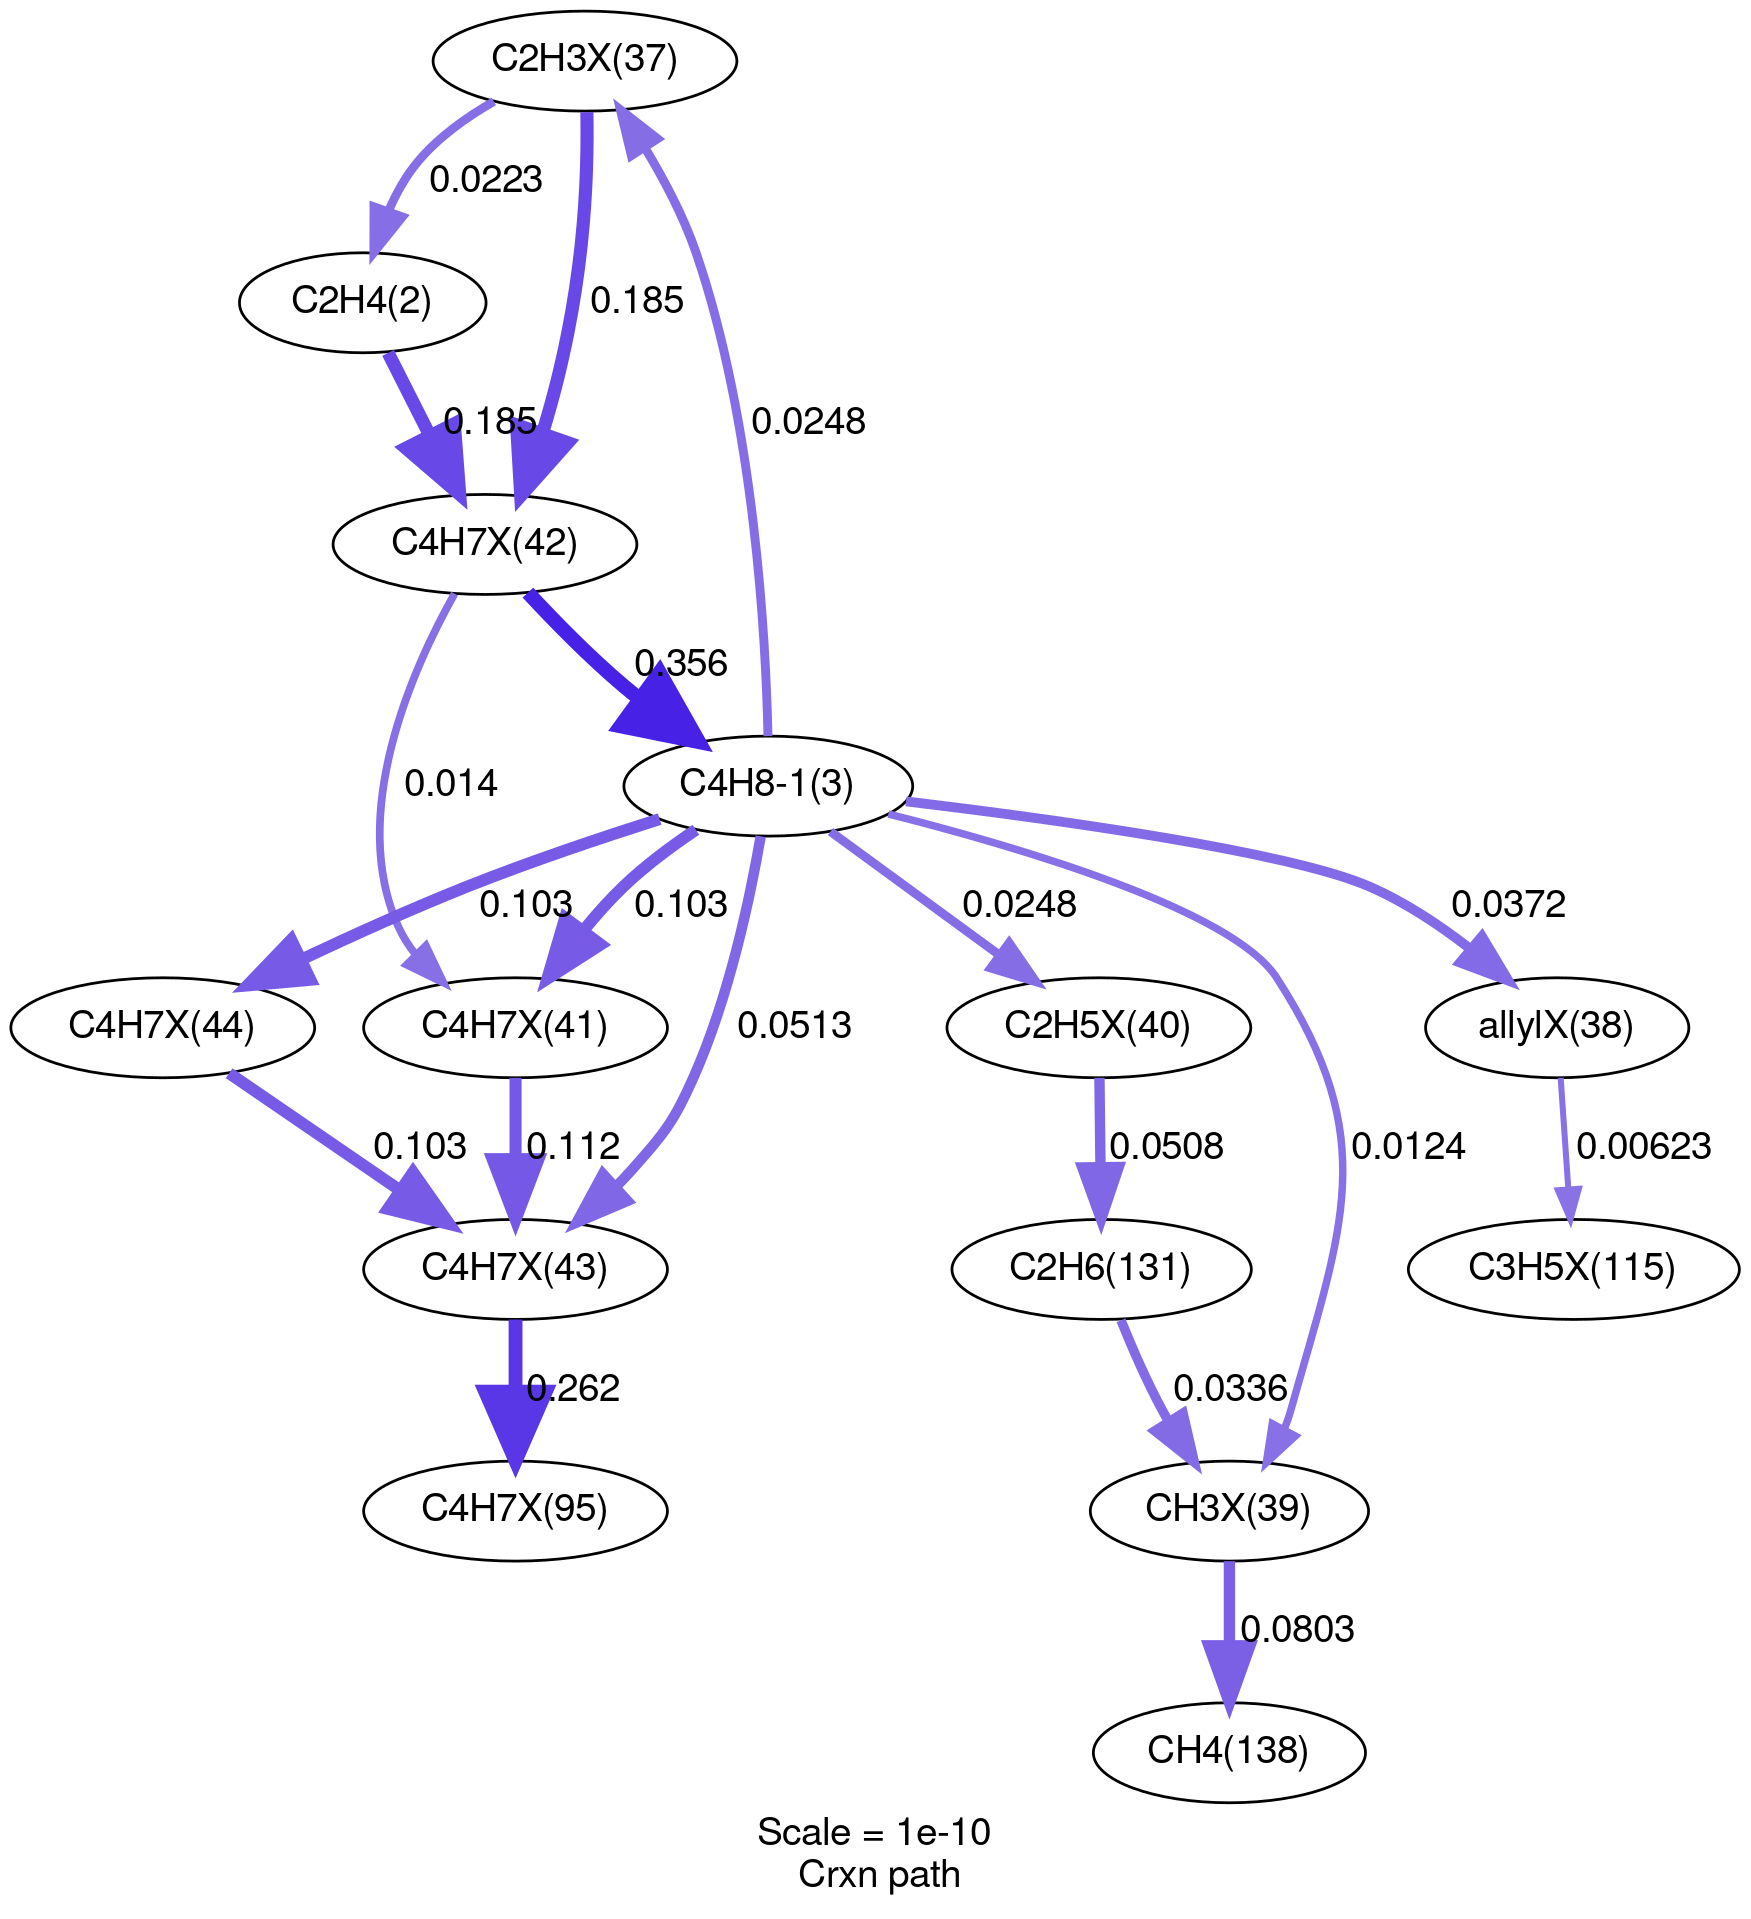 C2H3X(37)
0.0223
C2H4(2)
0.185
0.185
0.0248
C4H7X(42)
0.356
0.014
C4H8-1(3)
0.103
0.103
0.0248
0.0372
C4H7X(44)
C4H7X(41)
0.0513
C2H5X(40)
allylX(38)
0.103
0.112
0.0508
0.0124
0.00623
C4H7X(43)
C2H6(131)
C3H5X(115)
0.262
0.0336
C4H7X(95)
CH3X(39)
0.0803
CH4(138)
Scale = 1e-10
Crxn path